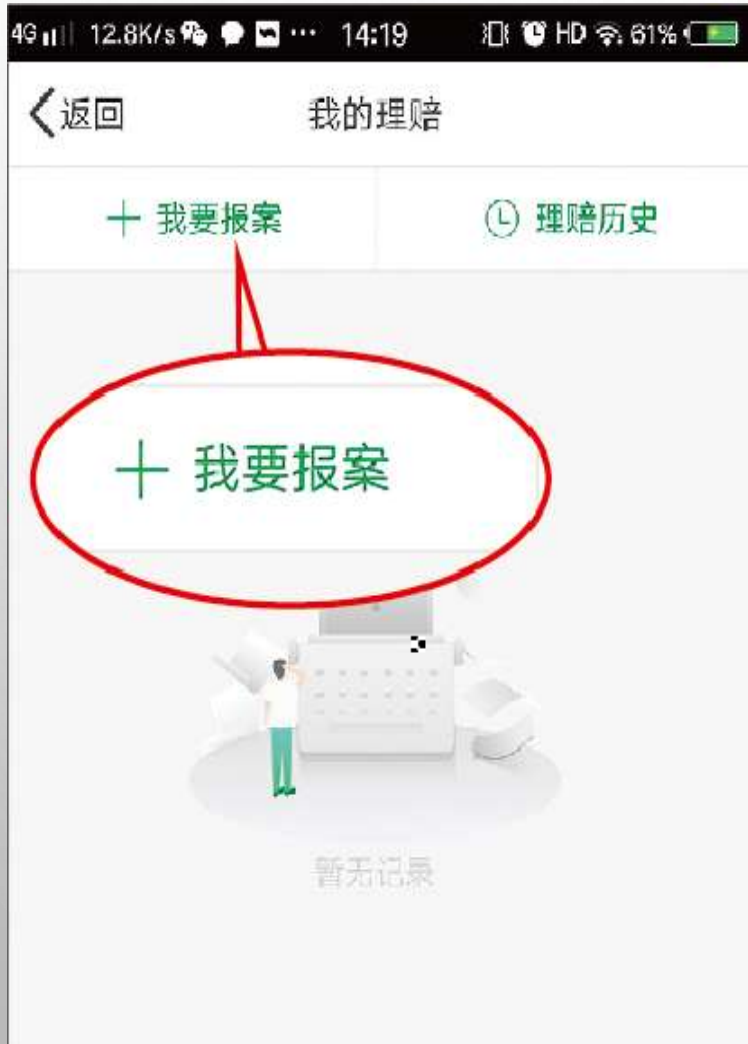 4G 12.8K/s ··· 14:19 HD 61%
返回 我的理赔
+ 我要报案 理赔历史
+ 我要报案
暂无记录